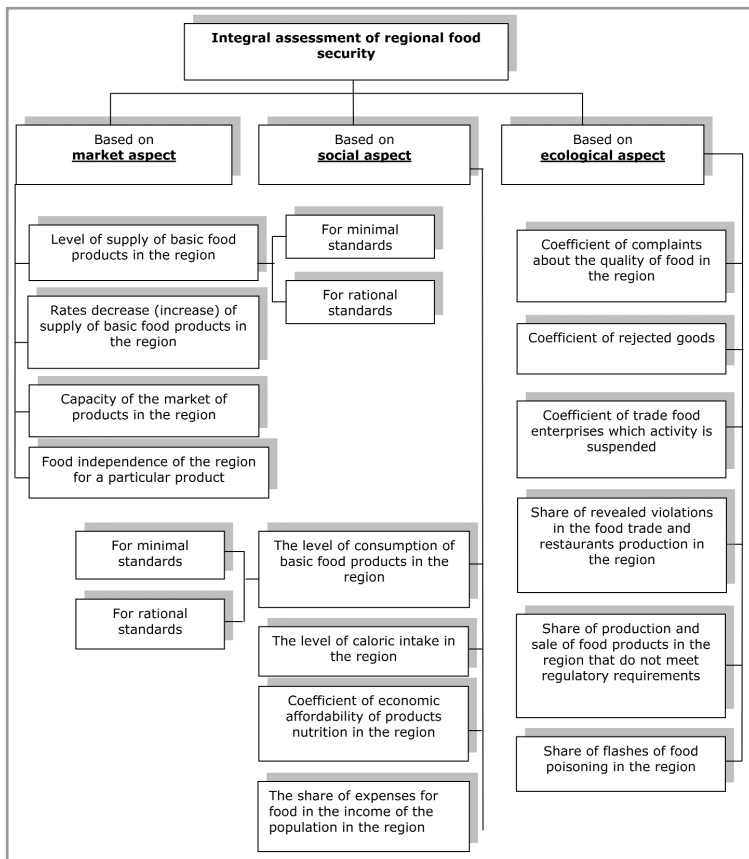 Integral assessment of regional food
security
Based on
market aspect
Based on
social aspect
Based on
ecological aspect
Level of supply of basic food
products in the region
For minimal
standards
For rational
standards
Rates decrease (increase) of
supply of basic food products in
the region
Capacity of the market of
products in the region
Food independence of the region
for a particular product
For minimal
standards
For rational
standards
The level of consumption of
basic food products in the
region
The level of caloric intake in
the region
Coefficient of economic
affordability of products
nutrition in the region
The share of expenses for
food in the income of the
population in the region
Coefficient of complaints
about the quality of food in
the region
Coefficient of rejected goods
Coefficient of trade food
enterprises which activity is
suspended
Share of revealed violations
in the food trade and
restaurants production in
the region
Share of production and
sale of food products in the
region that do not meet
regulatory requirements
Share of flashes of food
poisoning in the region